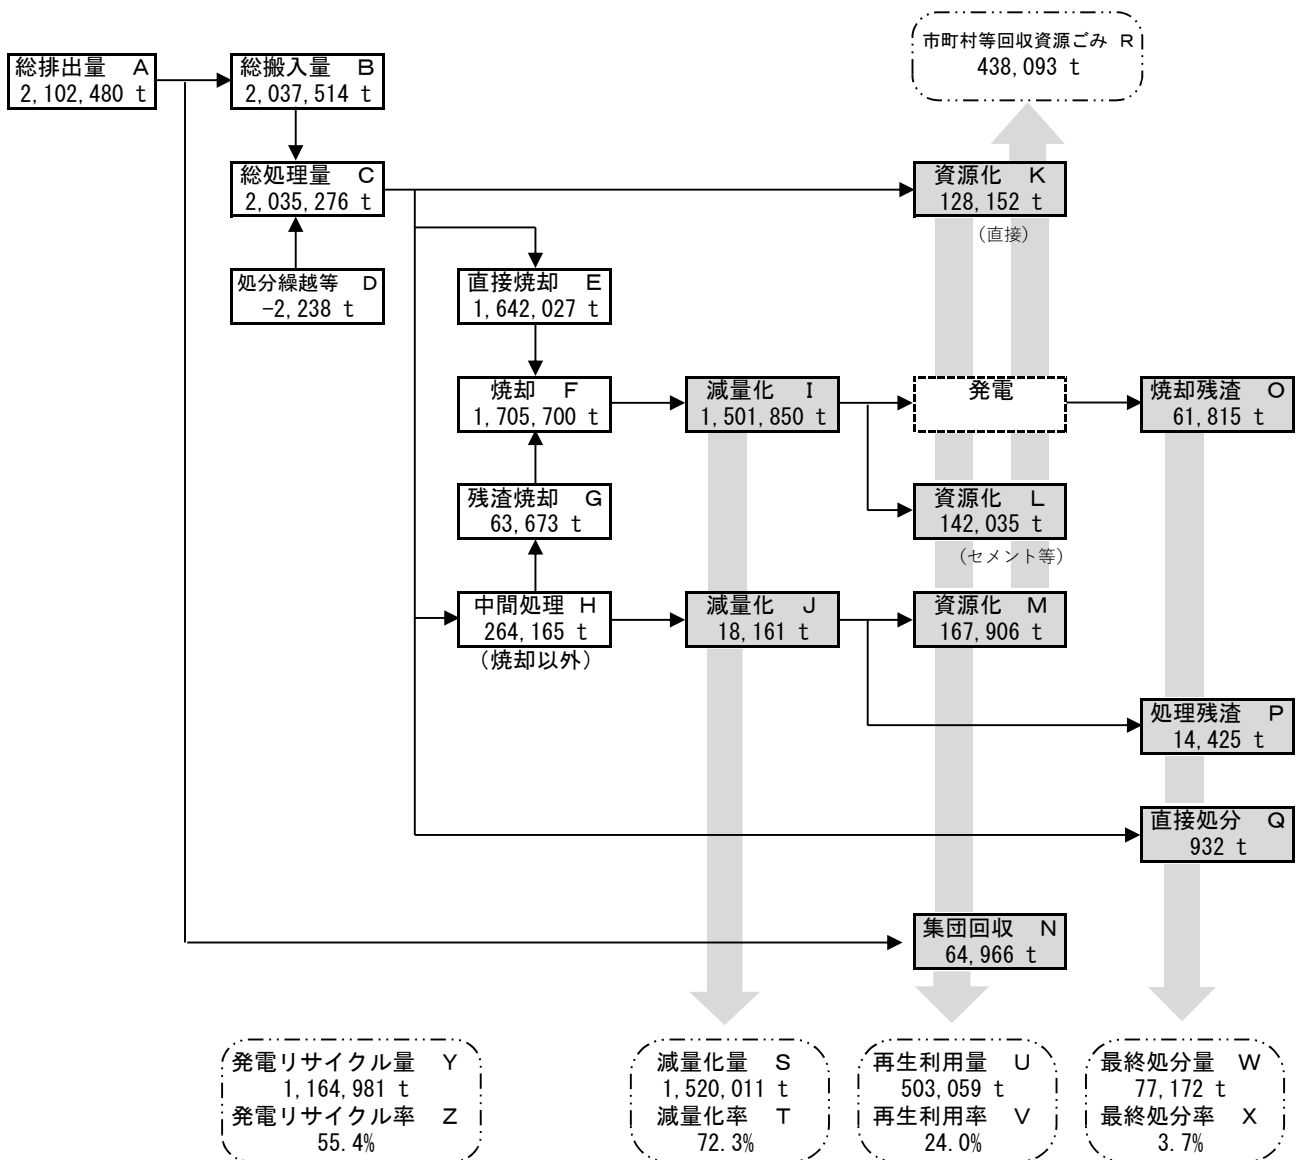 市町村等回収資源ごみ R
438,093 t
総排出量 A
2,102,480 t
総搬入量 B
2,037,514 t
総処理量 C
2,035,276 t
資源化 K
128,152 t
(直接)
処分繰越等 D
-2,238 t
直接焼却 E
1,642,027 t
焼却 F
1,705,700 t
減量化 I
1,501,850 t
発電
焼却残渣 O
61,815 t
残渣焼却 G
63,673 t
資源化 L
142,035 t
(セメント等)
中間処理 H
264,165 t
(焼却以外)
減量化 J
18,161 t
資源化 M
167,906 t
処理残渣 P
14,425 t
直接処分 Q
932 t
集団回収 N
64,966 t
発電リサイクル量 Y
1,164,981 t
発電リサイクル率 Z
55.4%
減量化量 S
1,520,011 t
減量化率 T
72.3%
再生利用量 U
503,059 t
再生利用率 V
24.0%
最終処分量 W
77,172 t
最終処分率 X
3.7%